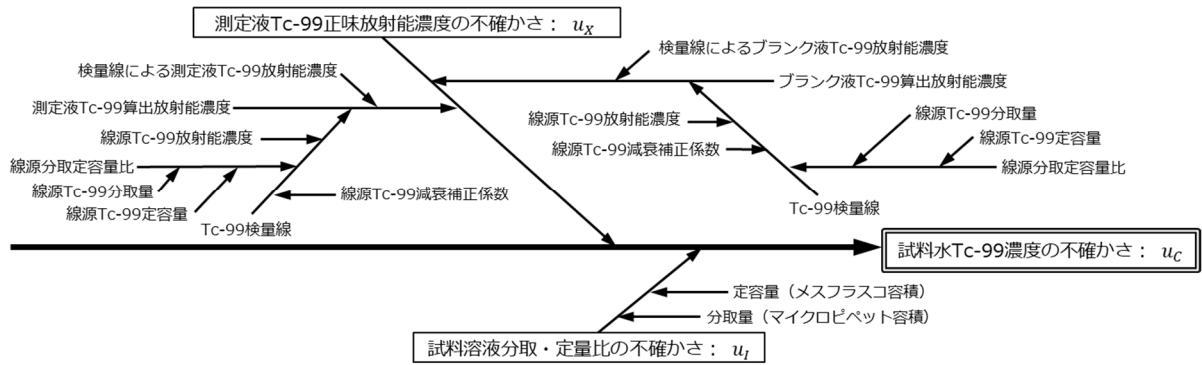 測定液Tc-99正味放射能濃度の不確かさ： u_X
検量線によるブランク液Tc-99放射能濃度
検量線による測定液Tc-99放射能濃度
ブランク液Tc-99算出放射能濃度
測定液Tc-99算出放射能濃度
線源Tc-99分取量
線源Tc-99放射能濃度
線源Tc-99放射能濃度
線源Tc-99定容量
線源Tc-99減衰補正係数
線源分取定容量比
線源分取定容量比
線源Tc-99分取量
線源Tc-99減衰補正係数
線源Tc-99定容量
Tc-99検量線
Tc-99検量線
試料水Tc-99濃度の不確かさ： u_C
定容量（メスフラスコ容積）
分取量（マイクロピペット容積）
試料溶液分取・定量比の不確かさ： u_I